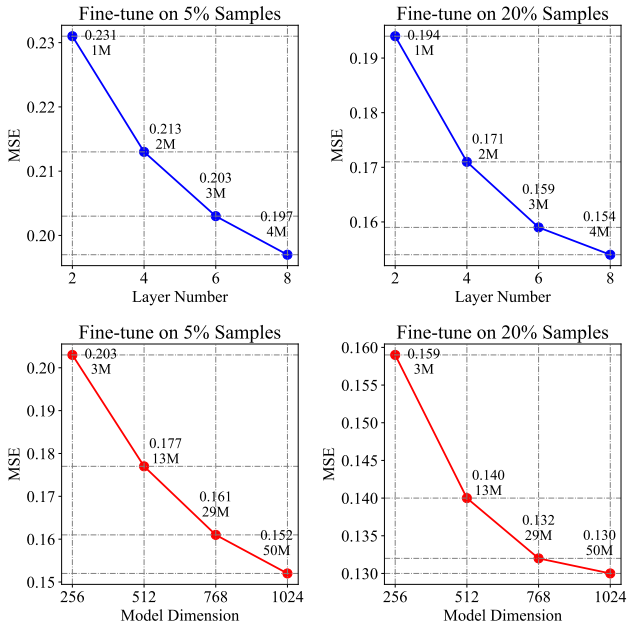 Fine-tune on 5% Samples
MSE
0.23
0.22
0.21
0.20
0.231
1M
0.213
2M
0.203
3M
0.197
4M
2 4 6 8
Layer Number
Fine-tune on 20% Samples
MSE
0.19
0.18
0.17
0.16
0.194
1M
0.171
2M
0.159
3M
0.154
4M
2 4 6 8
Layer Number
Fine-tune on 5% Samples
MSE
0.20
0.19
0.18
0.17
0.16
0.15
0.203
3M
0.177
13M
0.161
29M
0.152
50M
256 512 768 1024
Model Dimension
Fine-tune on 20% Samples
MSE
0.160
0.155
0.150
0.145
0.140
0.135
0.130
0.159
3M
0.140
13M
0.132
29M
0.130
50M
256 512 768 1024
Model Dimension